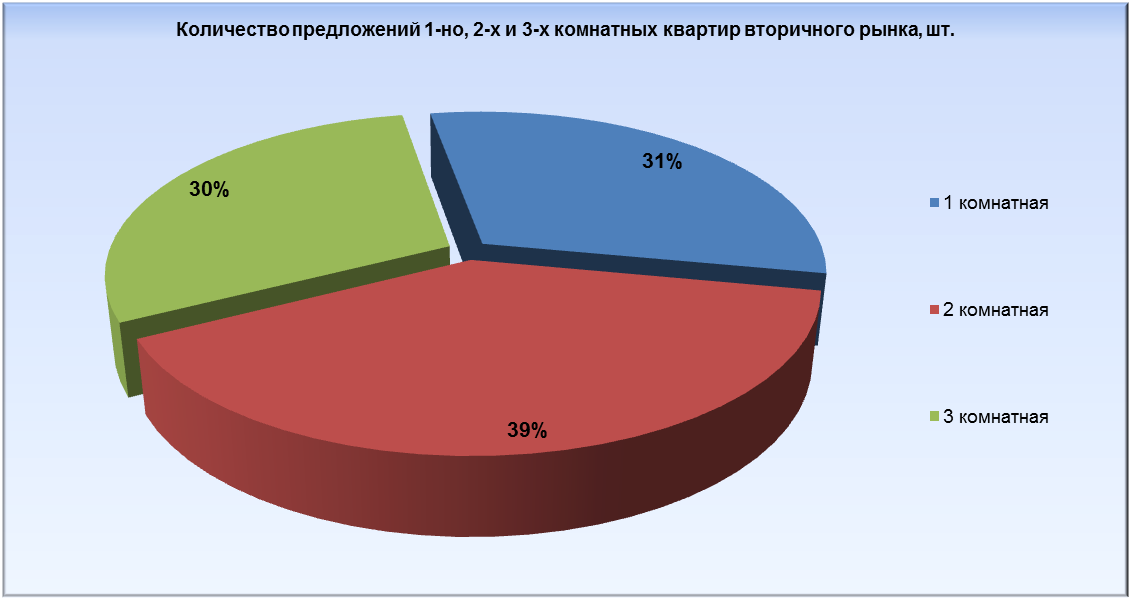 Количество предложений 1-но, 2-х и 3-х комнатных квартир вторичного рынка, шт.
31%
30%
39%
1 комнатная
2 комнатная
3 комнатная